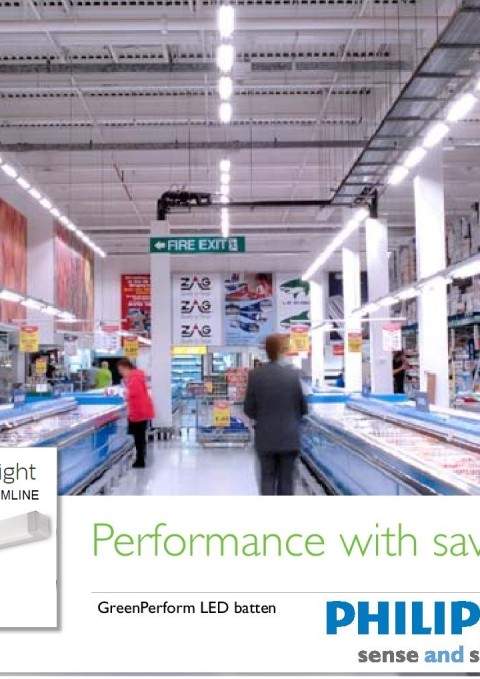 FIRE EXIT
ZAG
ZAG
ZAG
ight
MLINE
Performance with sav
GreenPerform LED batten
PHILIP
sense and s